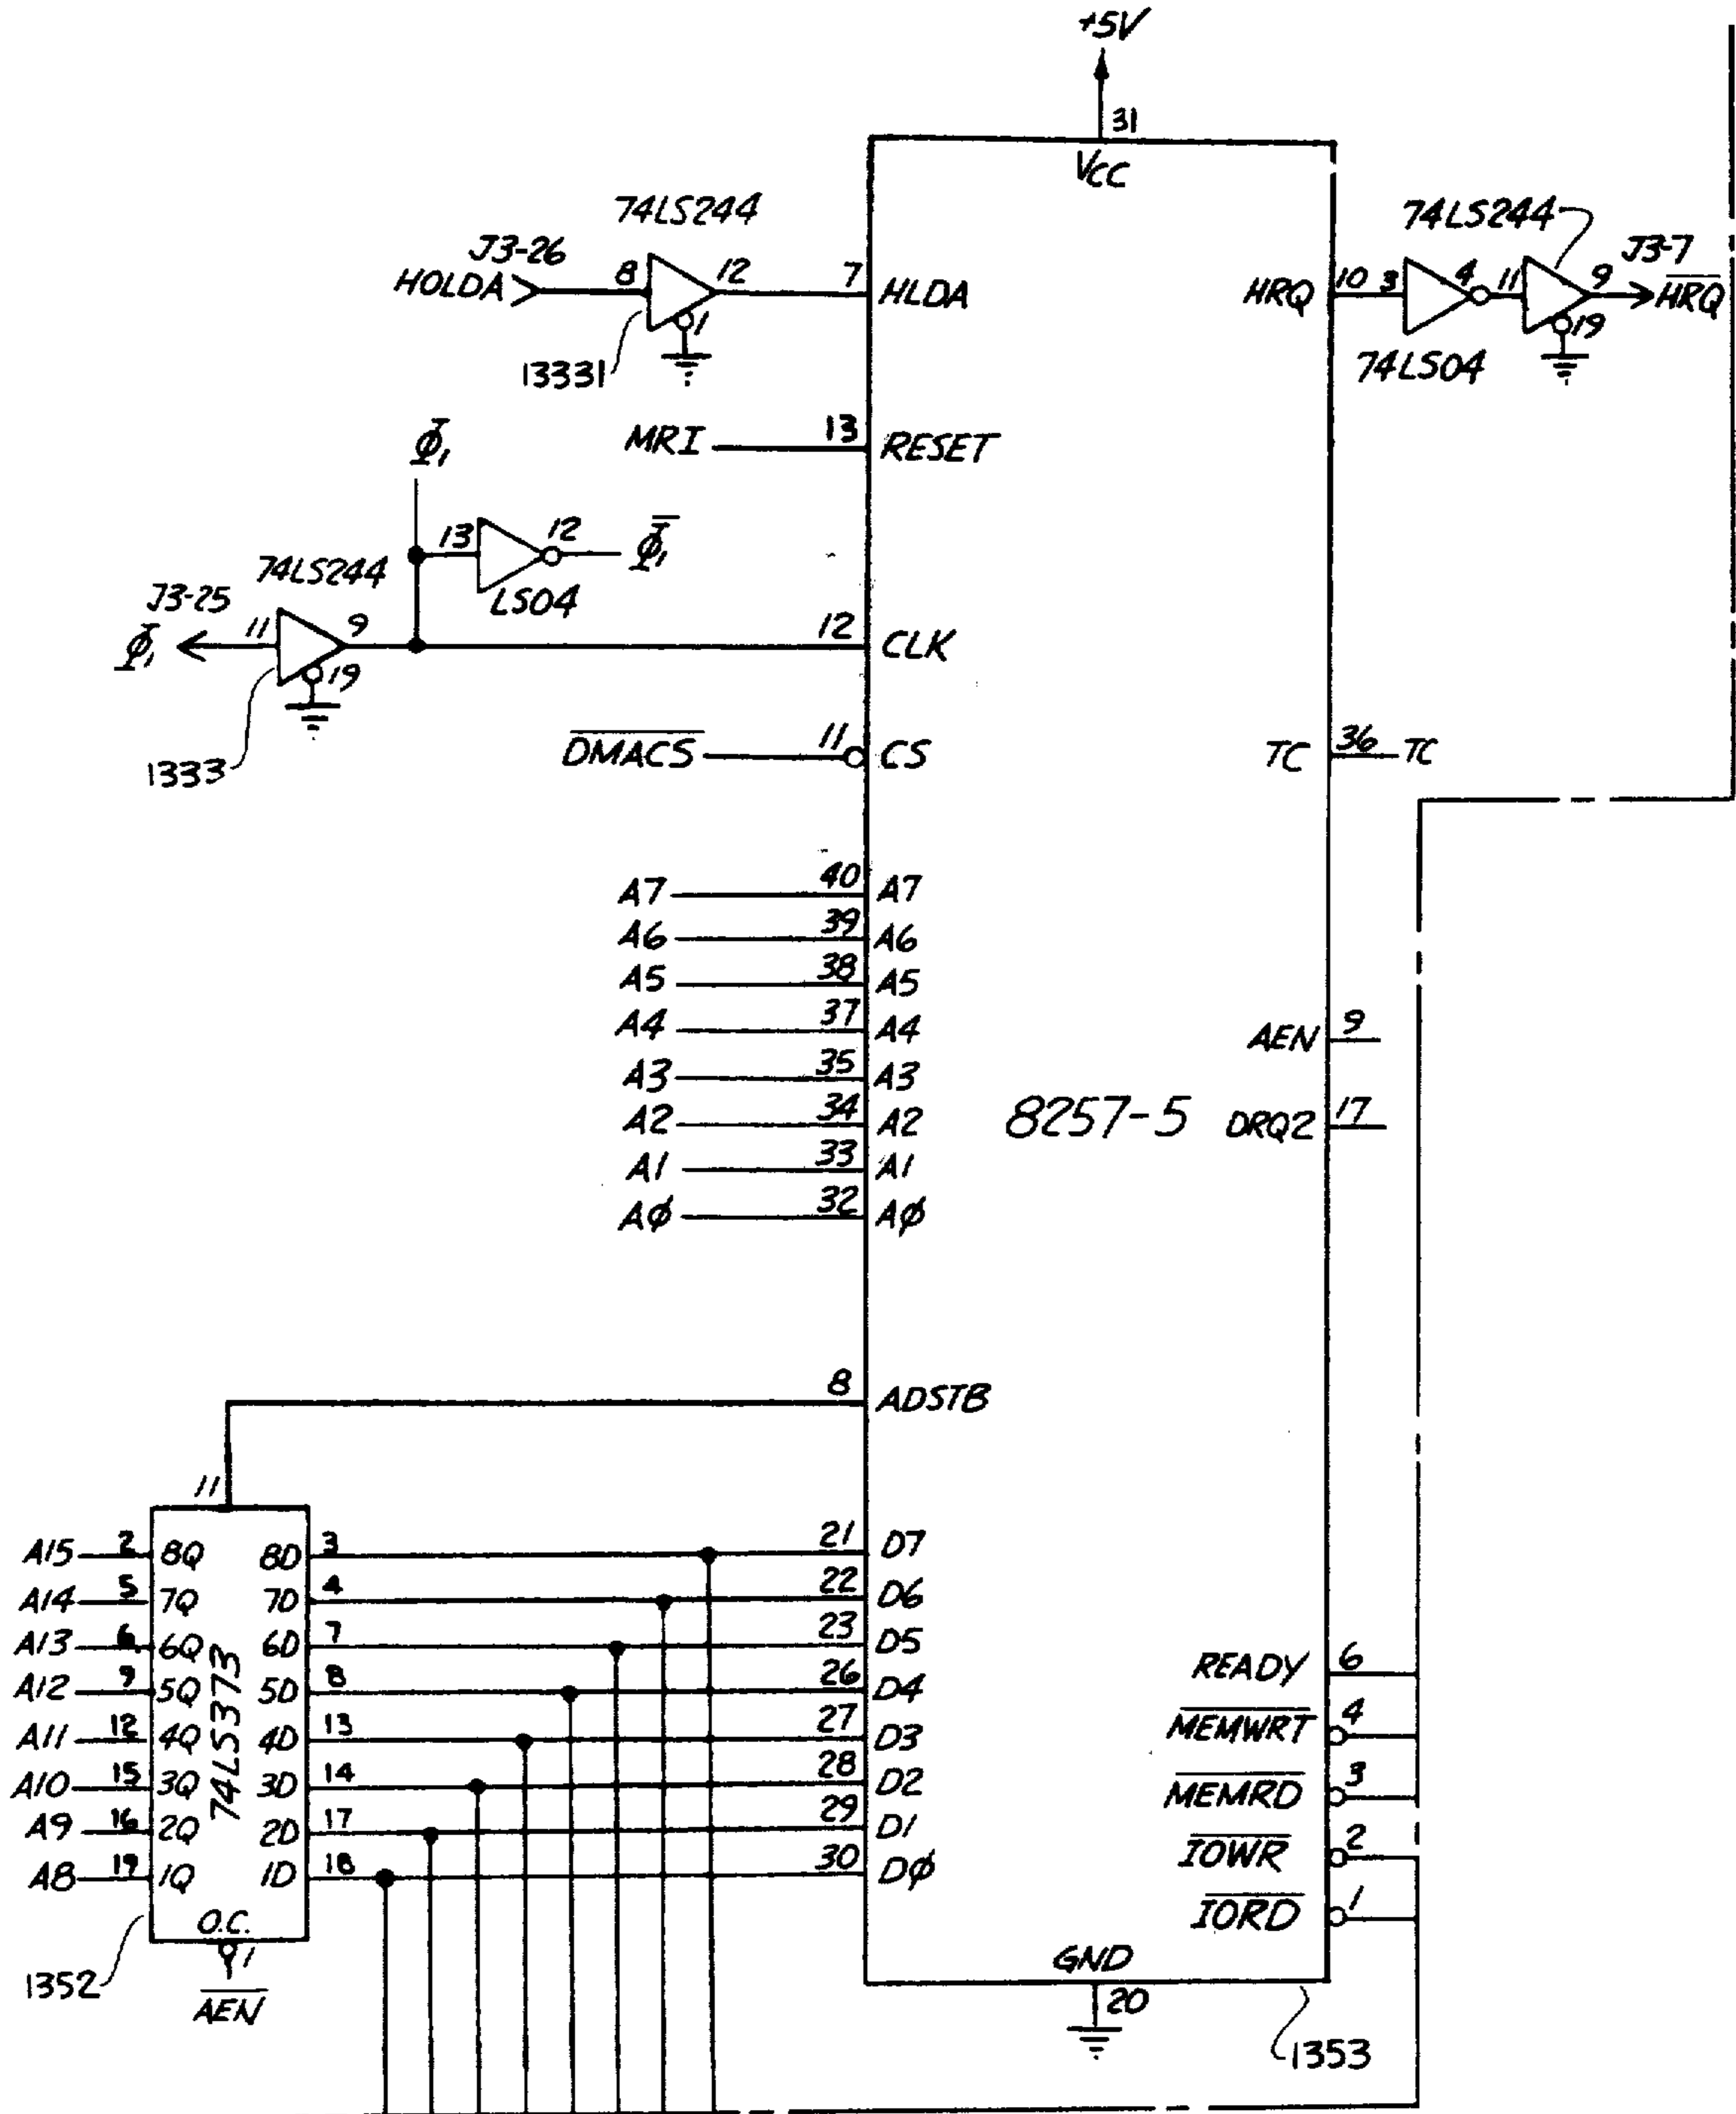 +5V
31
VCC
74LS244
J3-26
HOLDA
8
12
1
13331
7
HLDA
HRQ
10
3
4
11
74LS244
9
19
J3-7
HRQ
74LS04
MRI
13
RESET
Φ1
13
12
Φ1
LS04
74LS244
J3-25
Φ1
11
9
19
1333
12
CLK
DMACS
11
CS
TC
36
TC
A7 40 A7
A6 39 A6
A5 38 A5
A4 37 A4
A3 35 A3
A2 34 A2
A1 33 A1
AØ 32 AØ
AEN 9
8257-5
DRQ2 17
8
ADSTB
11
A15 2 8Q 8D 3 21 D7
A14 5 7Q 7D 4 22 D6
A13 6 6Q 6D 7 23 D5
A12 9 5Q 5D 8 26 D4
A11 12 4Q 4D 13 27 D3
A10 15 3Q 3D 14 28 D2
A9 16 2Q 2D 17 29 D1
A8 19 1Q 1D 18 30 DØ
74LS373
O.C.
1
AEN
1352
READY 6
MEMWRT 4
MEMRD 3
IOWR 2
IORD 1
GND
20
1353